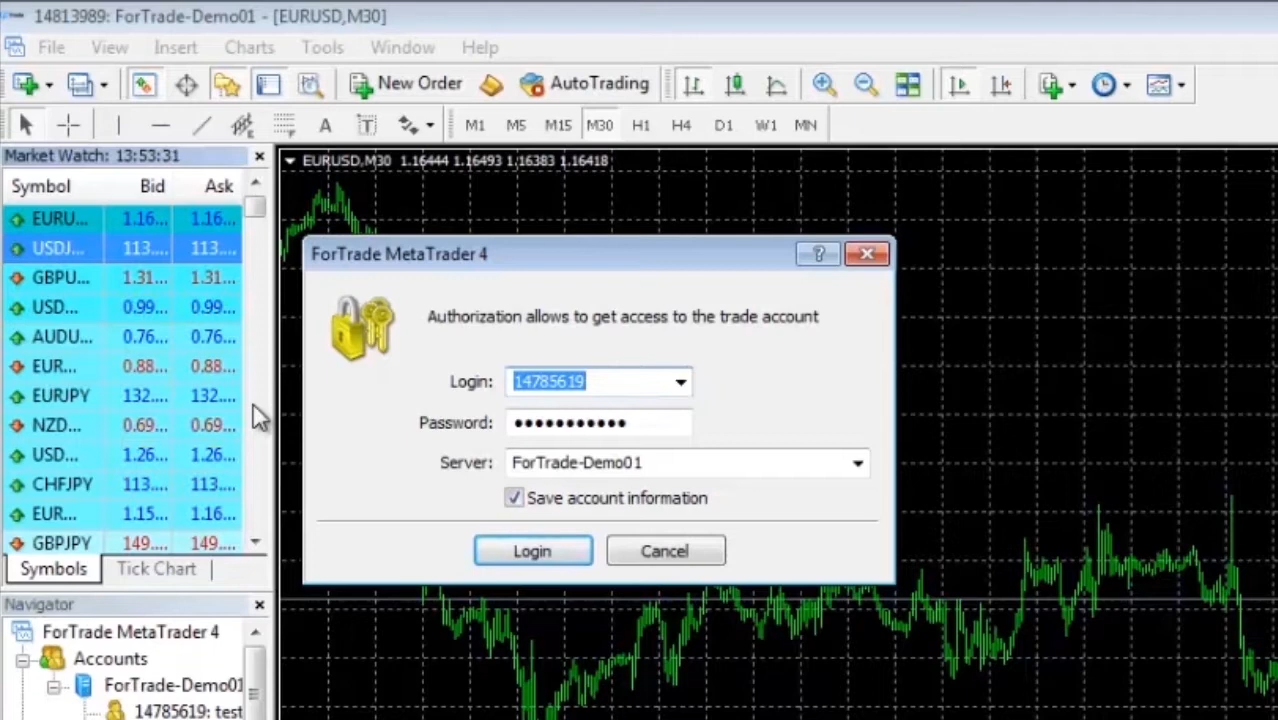 14813989: ForTrade-Demo01 - [EURUSD,M30]
File View Insert Charts Tools Window Help
New Order AutoTrading
A T M1 M5 M15 M30 H1 H4 D1 W1 MN
Market Watch: 13:53:31
Symbol Bid Ask
EURU... 1.16... 1.16...
USDJ... 113.... 113....
GBPU... 1.31... 1.31...
USD... 0.99... 0.99...
AUDU... 0.76... 0.76...
EUR... 0.88... 0.88...
EURJPY 132.... 132....
NZD... 0.69... 0.69...
USD... 1.26... 1.26...
CHFJPY 113.... 113....
EUR... 1.15... 1.16...
GBPJPY 149.... 149....
Symbols Tick Chart
Navigator
ForTrade MetaTrader 4
Accounts
ForTrade-Demo01
14785619: test
EURUSD,M30 1.16444 1.16493 1.16383 1.16418
ForTrade MetaTrader 4
Authorization allows to get access to the trade account
Login: 14785619
Password: •••••••••••
Server: ForTrade-Demo01
Save account information
Login Cancel